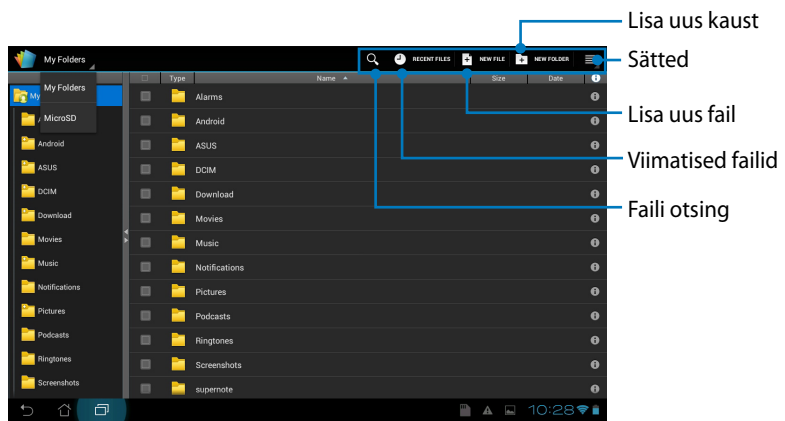 Lisa uus kaust
Sätted
Lisa uus fail
Viimatised failid
Faili otsing
My Folders
RECENT FILES
NEW FILE
NEW FOLDER
Type
Name
Size
Date
My Folders
MicroSD
My
Android
ASUS
DCIM
Download
Movies
Music
Notifications
Pictures
Podcasts
Ringtones
Screenshots
Alarms
Android
ASUS
DCIM
Download
Movies
Music
Notifications
Pictures
Podcasts
Ringtones
Screenshots
supernote
10:28